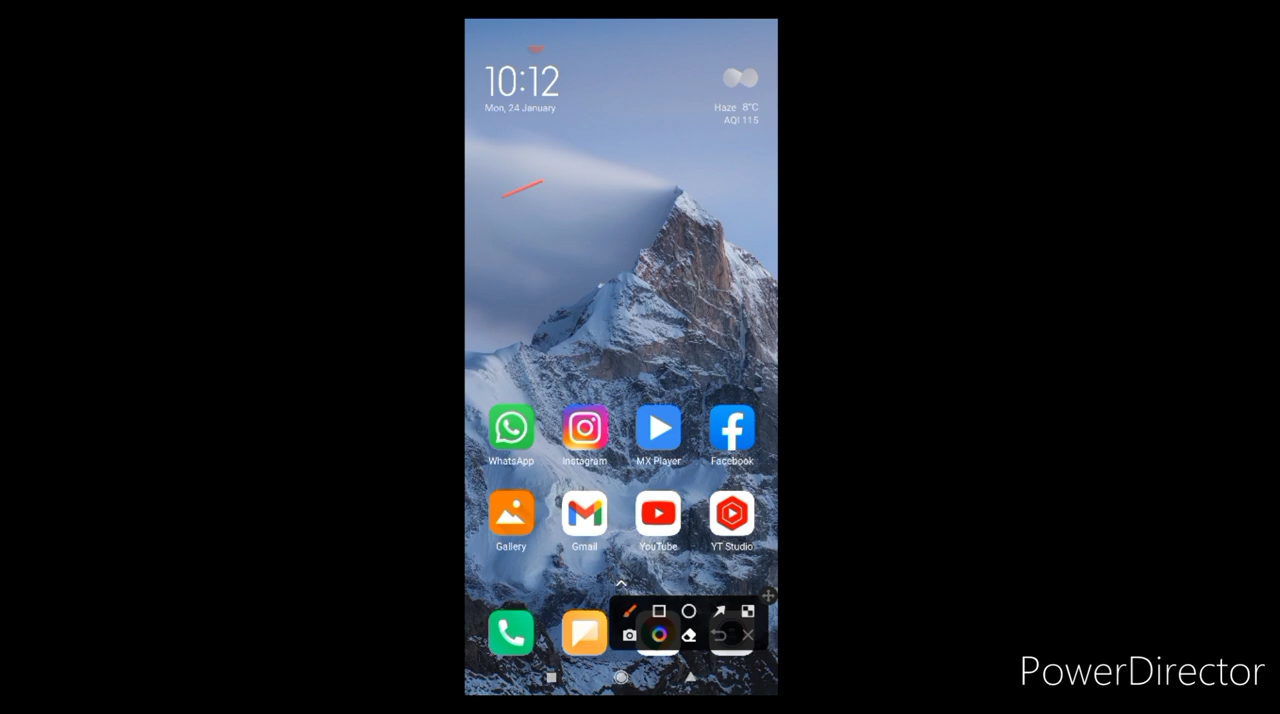 10:12
Mon, 24 January
Haze 8°C
AQI 115
WhatsApp
Instagram
MX Player
Facebook
Gallery
Gmail
YouTube
YT Studio
PowerDirector